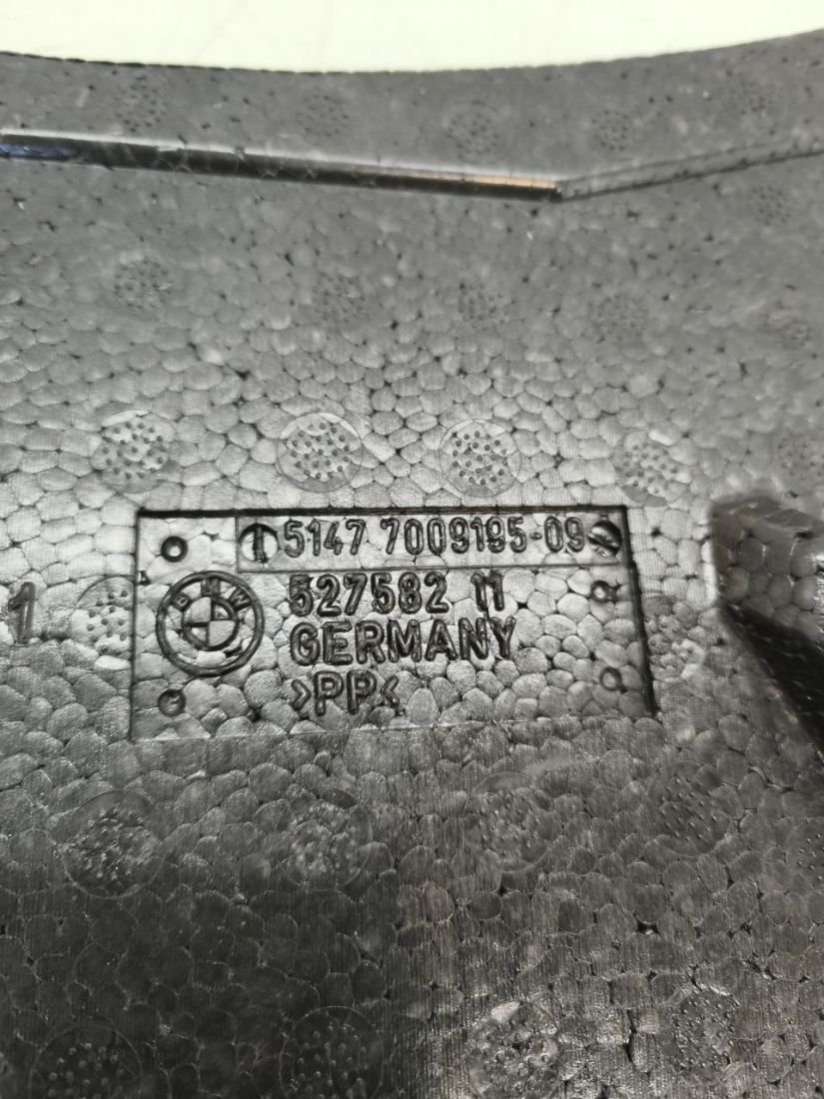 5147 7009195-09
BMW
527582 11
GERMANY
>PP<
1